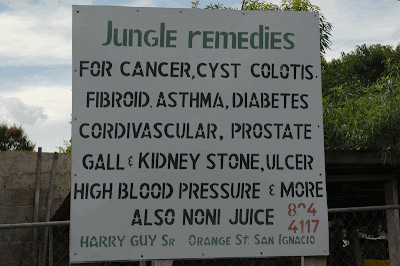 Jungle remedies
FOR CANCER, CYST COLOTIS.
FIBROID, ASTHMA, DIABETES
CORDIVASCULAR, PROSTATE
GALL & KIDNEY STONE, ULCER
HIGH BLOOD PRESSURE & MORE
ALSO NONI JUICE 804
4117
HARRY GUY SR ORANGE ST. SAN IGNACIO